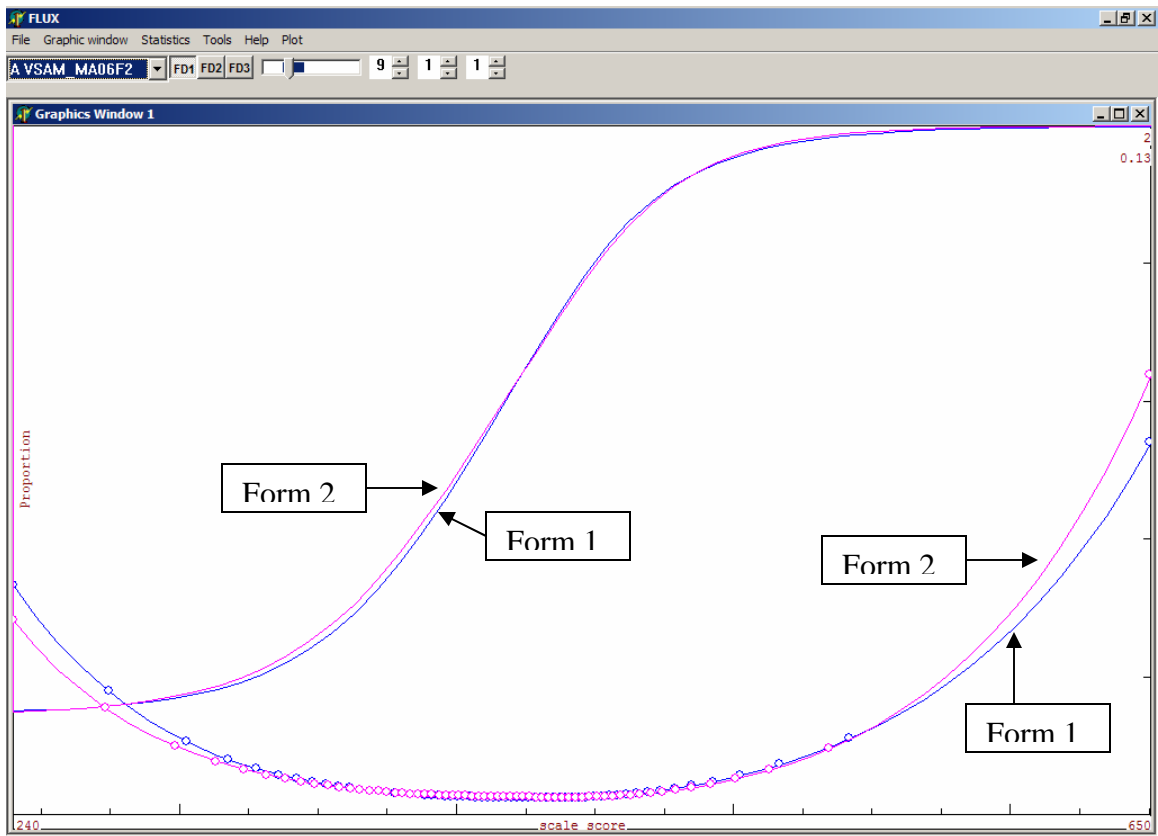 FLUX
File Graphic window Statistics Tools Help Plot
A VSAM_MA06F2 FD1 FD2 FD3 9 1 1
Graphics Window 1
2
0.13
Proportion
Form 2
Form 1
Form 2
Form 1
240 scale score 650